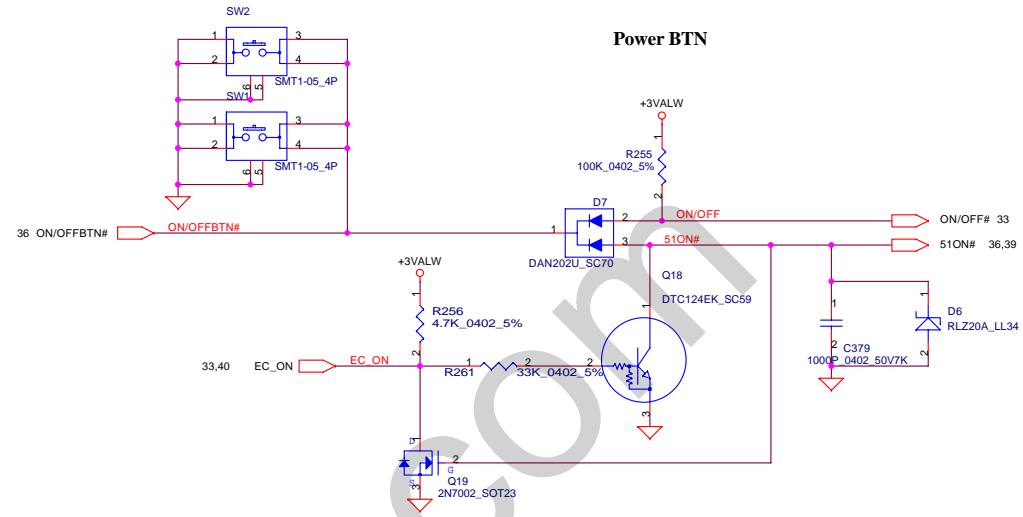 SW2
Power BTN
1
3
2
4
6
5
SMT1-05_4P
SW1
1
3
2
4
6
5
SMT1-05_4P
+3VALW
1
R255
100K_0402_5%
2
36 ON/OFFBTN#
ON/OFFBTN#
D7
1
2
3
DAN202U_SC70
ON/OFF
ON/OFF# 33
51ON#
51ON# 36,39
+3VALW
1
R256
4.7K_0402_5%
2
Q18
DTC124EK_SC59
1
C379
2
1000P_0402_50V7K
1
D6
RLZ20A_LL34
2
33,40 EC_ON
EC_ON
1
R261
2
33K_0402_5%
2
1
3
D
1
G
2
S
3
Q19
2N7002_SOT23
com